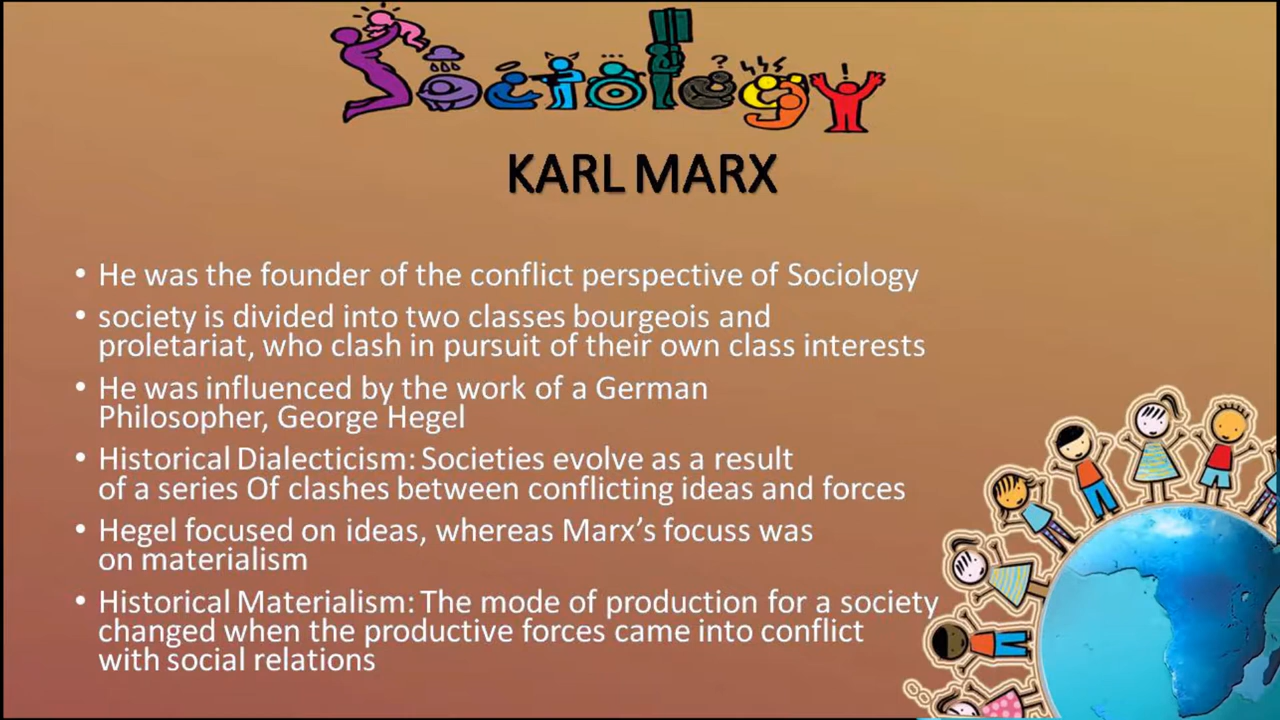 Sociology
KARL MARX
• He was the founder of the conflict perspective of Sociology
• society is divided into two classes bourgeois and
proletariat, who clash in pursuit of their own class interests
• He was influenced by the work of a German
Philosopher, George Hegel
• Historical Dialecticism: Societies evolve as a result
of a series Of clashes between conflicting ideas and forces
• Hegel focused on ideas, whereas Marx’s focuss was
on materialism
• Historical Materialism: The mode of production for a society
changed when the productive forces came into conflict
with social relations